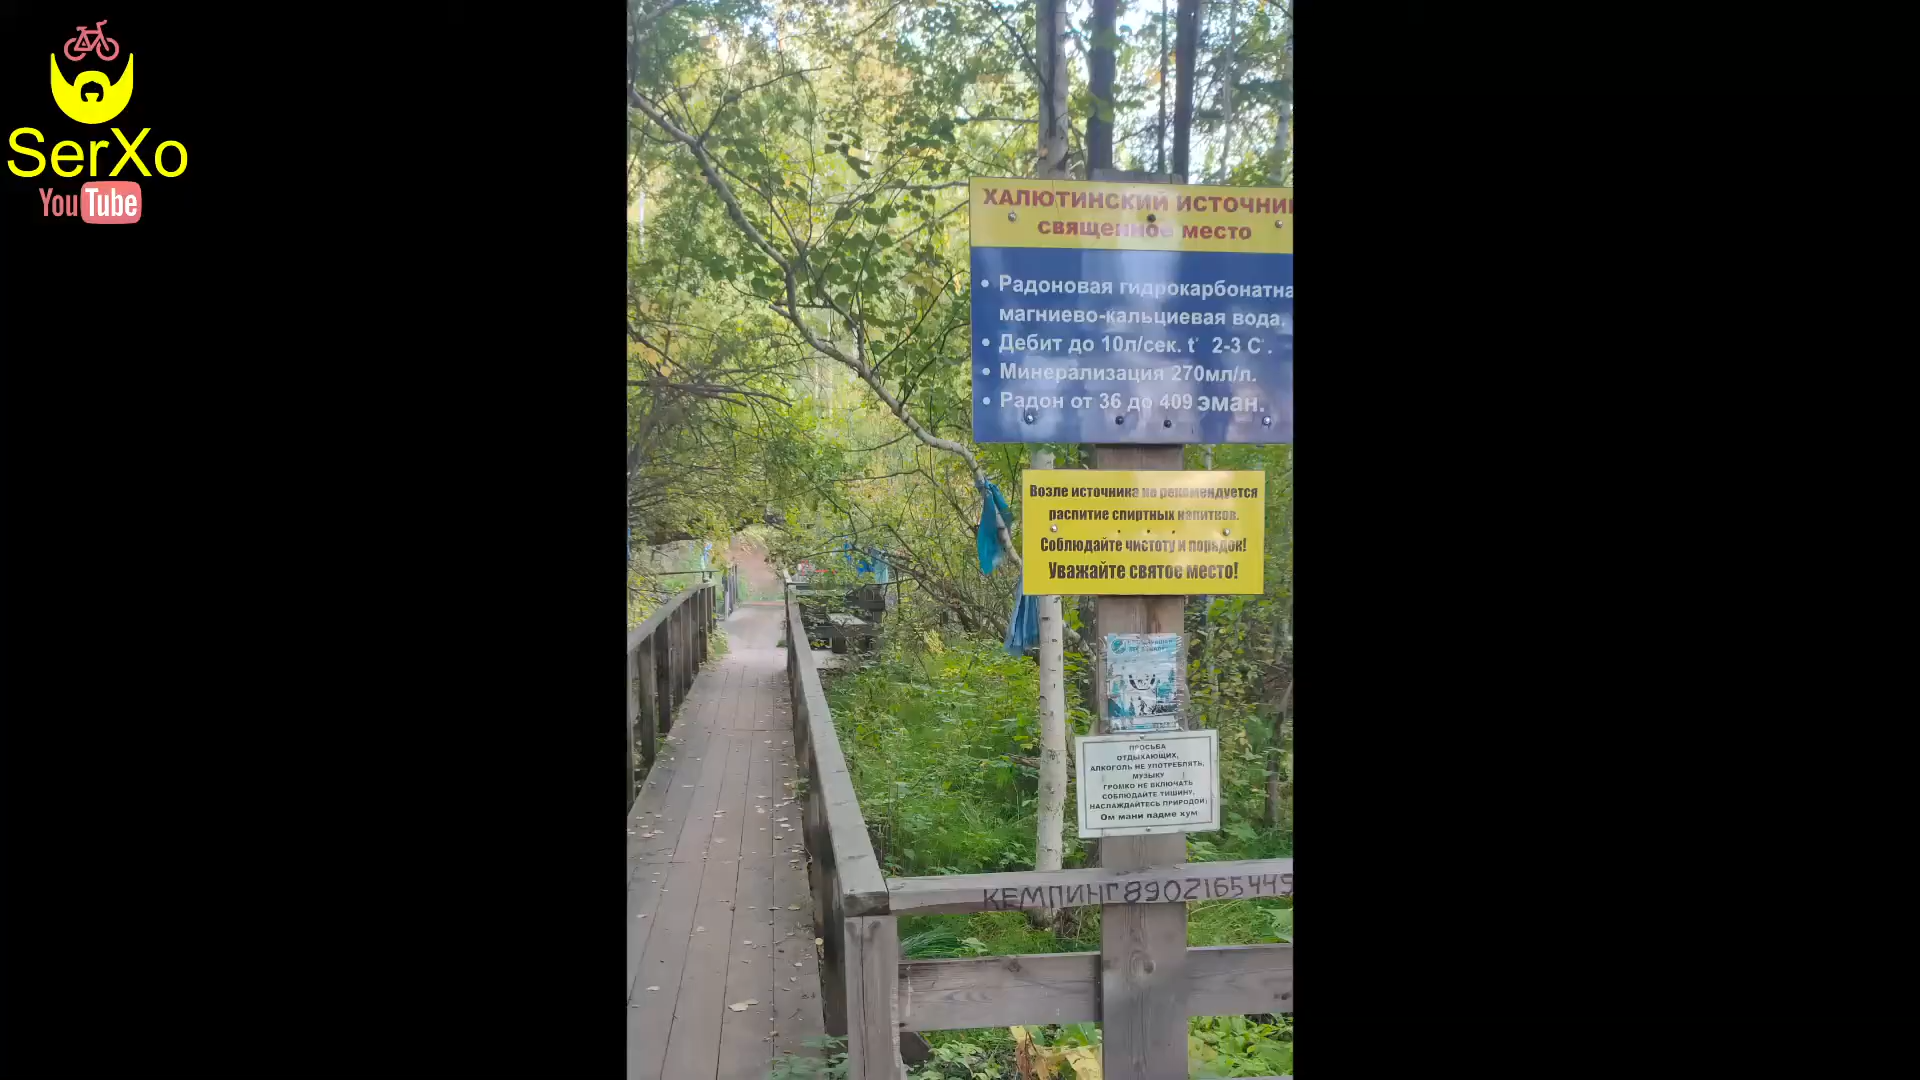 SerXo
YouTube
ХАЛЮТИНСКИЙ ИСТОЧНИ
священное место
• Радоновая гидрокарбонатна
магниево-кальциевая вода.
• Дебит до 10л/сек. t° 2-3 С°.
• Минерализация 270мл/л.
• Радон от 36 до 409 эман.
Возле источника не рекомендуется
распитие спиртных напитков.
Соблюдайте чистоту и порядок!
Уважайте святое место!
ПРОСЬБА
ОТДЫХАЮЩИХ,
АЛКОГОЛЬ НЕ УПОТРЕБЛЯТЬ,
МУЗЫКУ
ГРОМКО НЕ ВКЛЮЧАТЬ
СОБЛЮДАЙТЕ ТИШИНУ,
НАСЛАЖДАЙТЕСЬ ПРИРОДОЙ!
Ом мани падме хум
КЕМПИНГ 8902165449